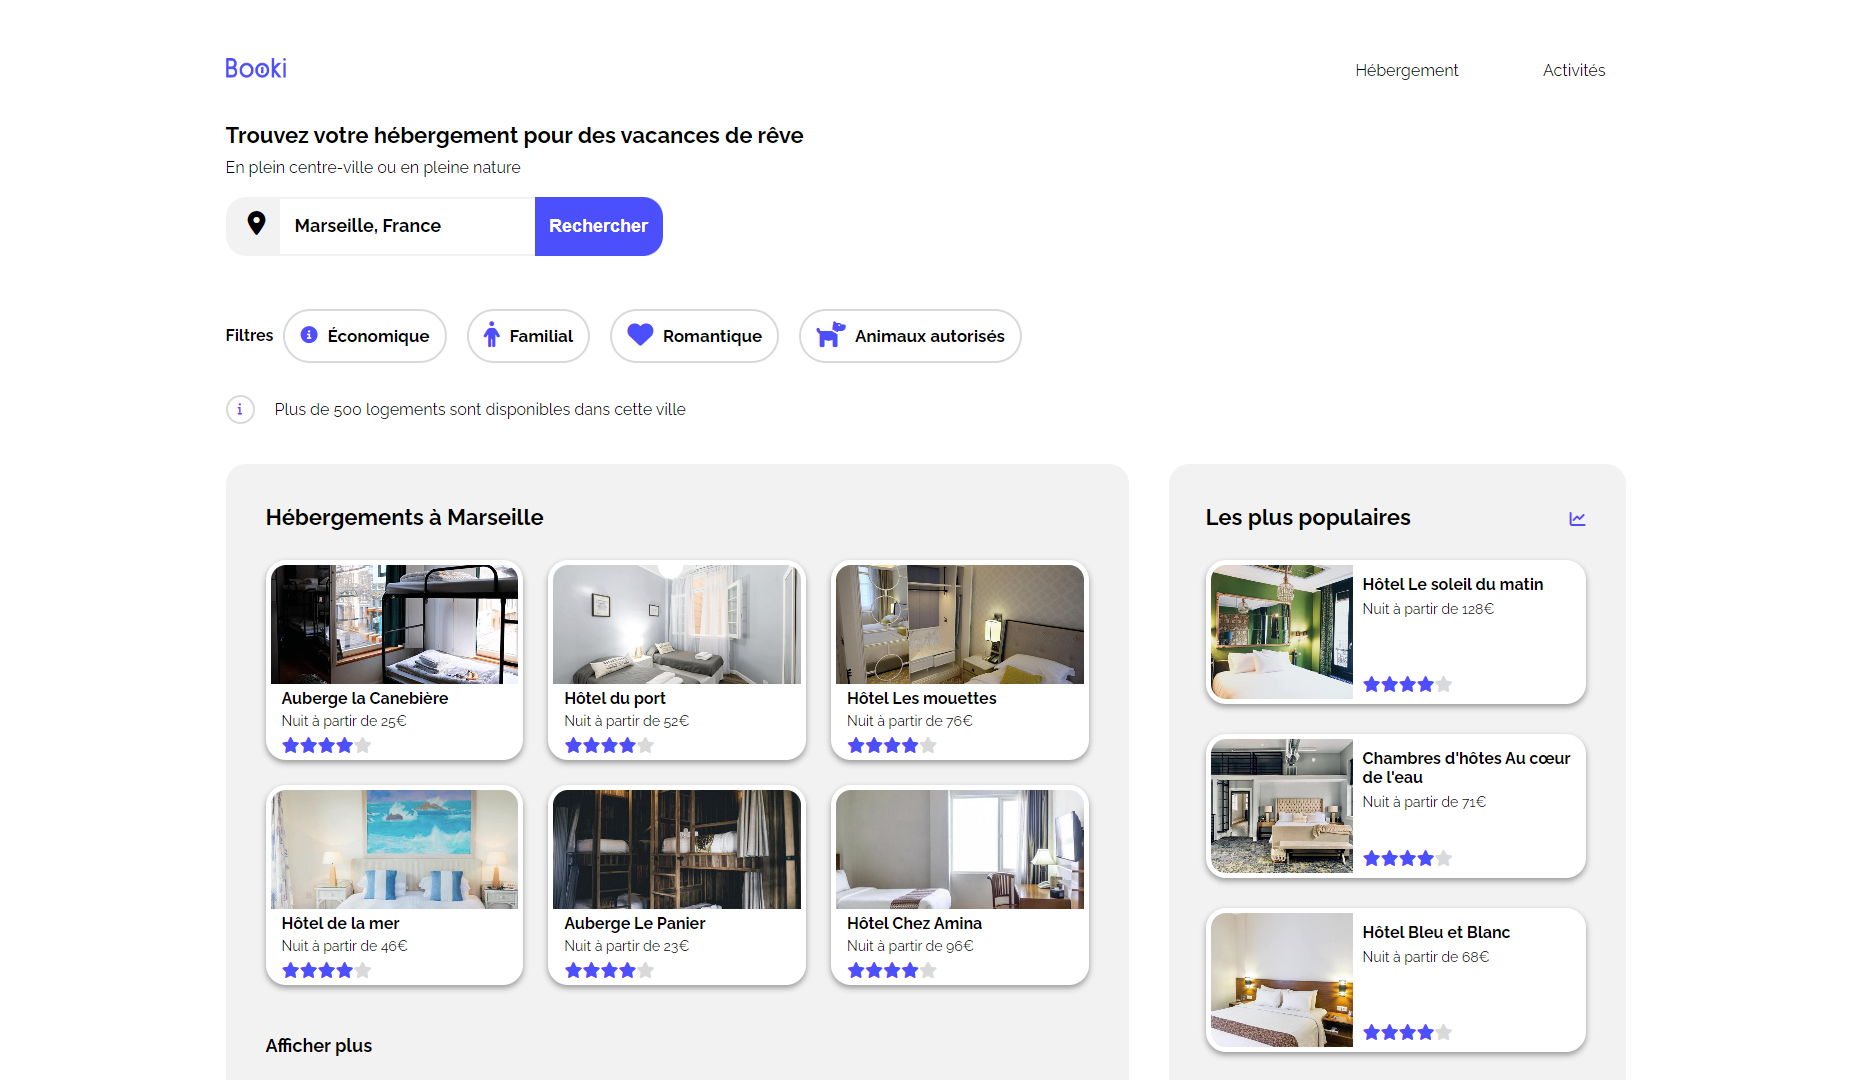 Booki
Hébergement
Activités
Trouvez votre hébergement pour des vacances de rêve
En plein centre-ville ou en pleine nature
Marseille, France
Rechercher
Filtres
Économique
Familial
Romantique
Animaux autorisés
Plus de 500 logements sont disponibles dans cette ville
Hébergements à Marseille
Auberge la Canebière
Nuit à partir de 25€
Hôtel du port
Nuit à partir de 52€
Hôtel Les mouettes
Nuit à partir de 76€
Hôtel de la mer
Nuit à partir de 46€
Auberge Le Panier
Nuit à partir de 23€
Hôtel Chez Amina
Nuit à partir de 96€
Afficher plus
Les plus populaires
Hôtel Le soleil du matin
Nuit à partir de 128€
Chambres d'hôtes Au cœur
de l'eau
Nuit à partir de 71€
Hôtel Bleu et Blanc
Nuit à partir de 68€